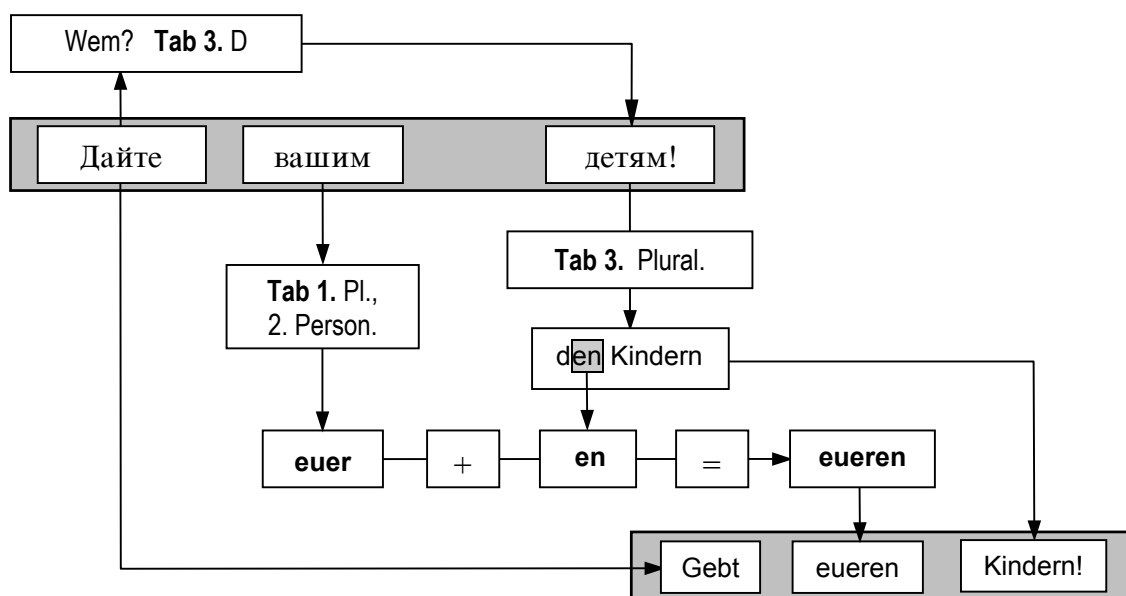 Wem? Tab 3. D
Дайте вашим детям!
Tab 3. Plural.
Tab 1. Pl.,
2. Person.
den Kindern
euer + en = eueren
Gebt eueren Kindern!